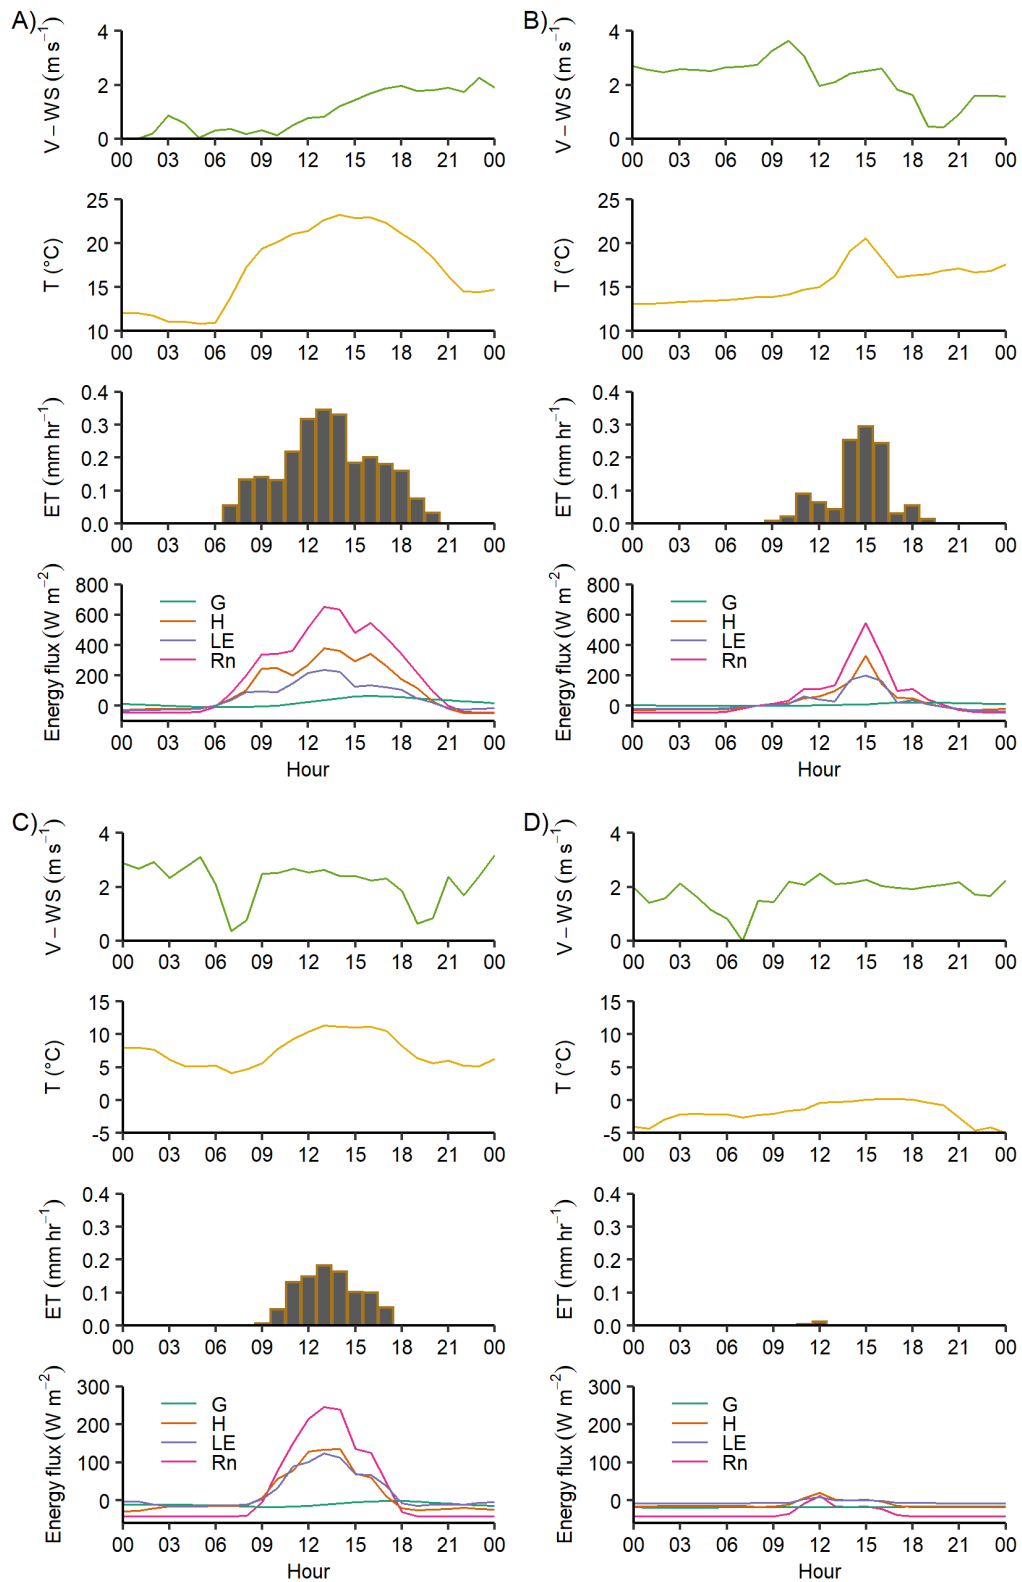 A)
V – WS (m s⁻¹)
4
2
0
00 03 06 09 12 15 18 21 00
T (°C)
25
20
15
10
00 03 06 09 12 15 18 21 00
ET (mm hr⁻¹)
0.4
0.3
0.2
0.1
0.0
00 03 06 09 12 15 18 21 00
Energy flux (W m⁻²)
800
600
400
200
0
G
H
LE
Rn
00 03 06 09 12 15 18 21 00
Hour
B)
V – WS (m s⁻¹)
4
2
0
00 03 06 09 12 15 18 21 00
T (°C)
25
20
15
10
00 03 06 09 12 15 18 21 00
ET (mm hr⁻¹)
0.4
0.3
0.2
0.1
0.0
00 03 06 09 12 15 18 21 00
Energy flux (W m⁻²)
800
600
400
200
0
G
H
LE
Rn
00 03 06 09 12 15 18 21 00
Hour
C)
V – WS (m s⁻¹)
4
2
0
00 03 06 09 12 15 18 21 00
T (°C)
15
10
5
0
-5
00 03 06 09 12 15 18 21 00
ET (mm hr⁻¹)
0.4
0.3
0.2
0.1
0.0
00 03 06 09 12 15 18 21 00
Energy flux (W m⁻²)
300
200
100
0
G
H
LE
Rn
00 03 06 09 12 15 18 21 00
Hour
D)
V – WS (m s⁻¹)
4
2
0
00 03 06 09 12 15 18 21 00
T (°C)
15
10
5
0
-5
00 03 06 09 12 15 18 21 00
ET (mm hr⁻¹)
0.4
0.3
0.2
0.1
0.0
00 03 06 09 12 15 18 21 00
Energy flux (W m⁻²)
300
200
100
0
G
H
LE
Rn
00 03 06 09 12 15 18 21 00
Hour